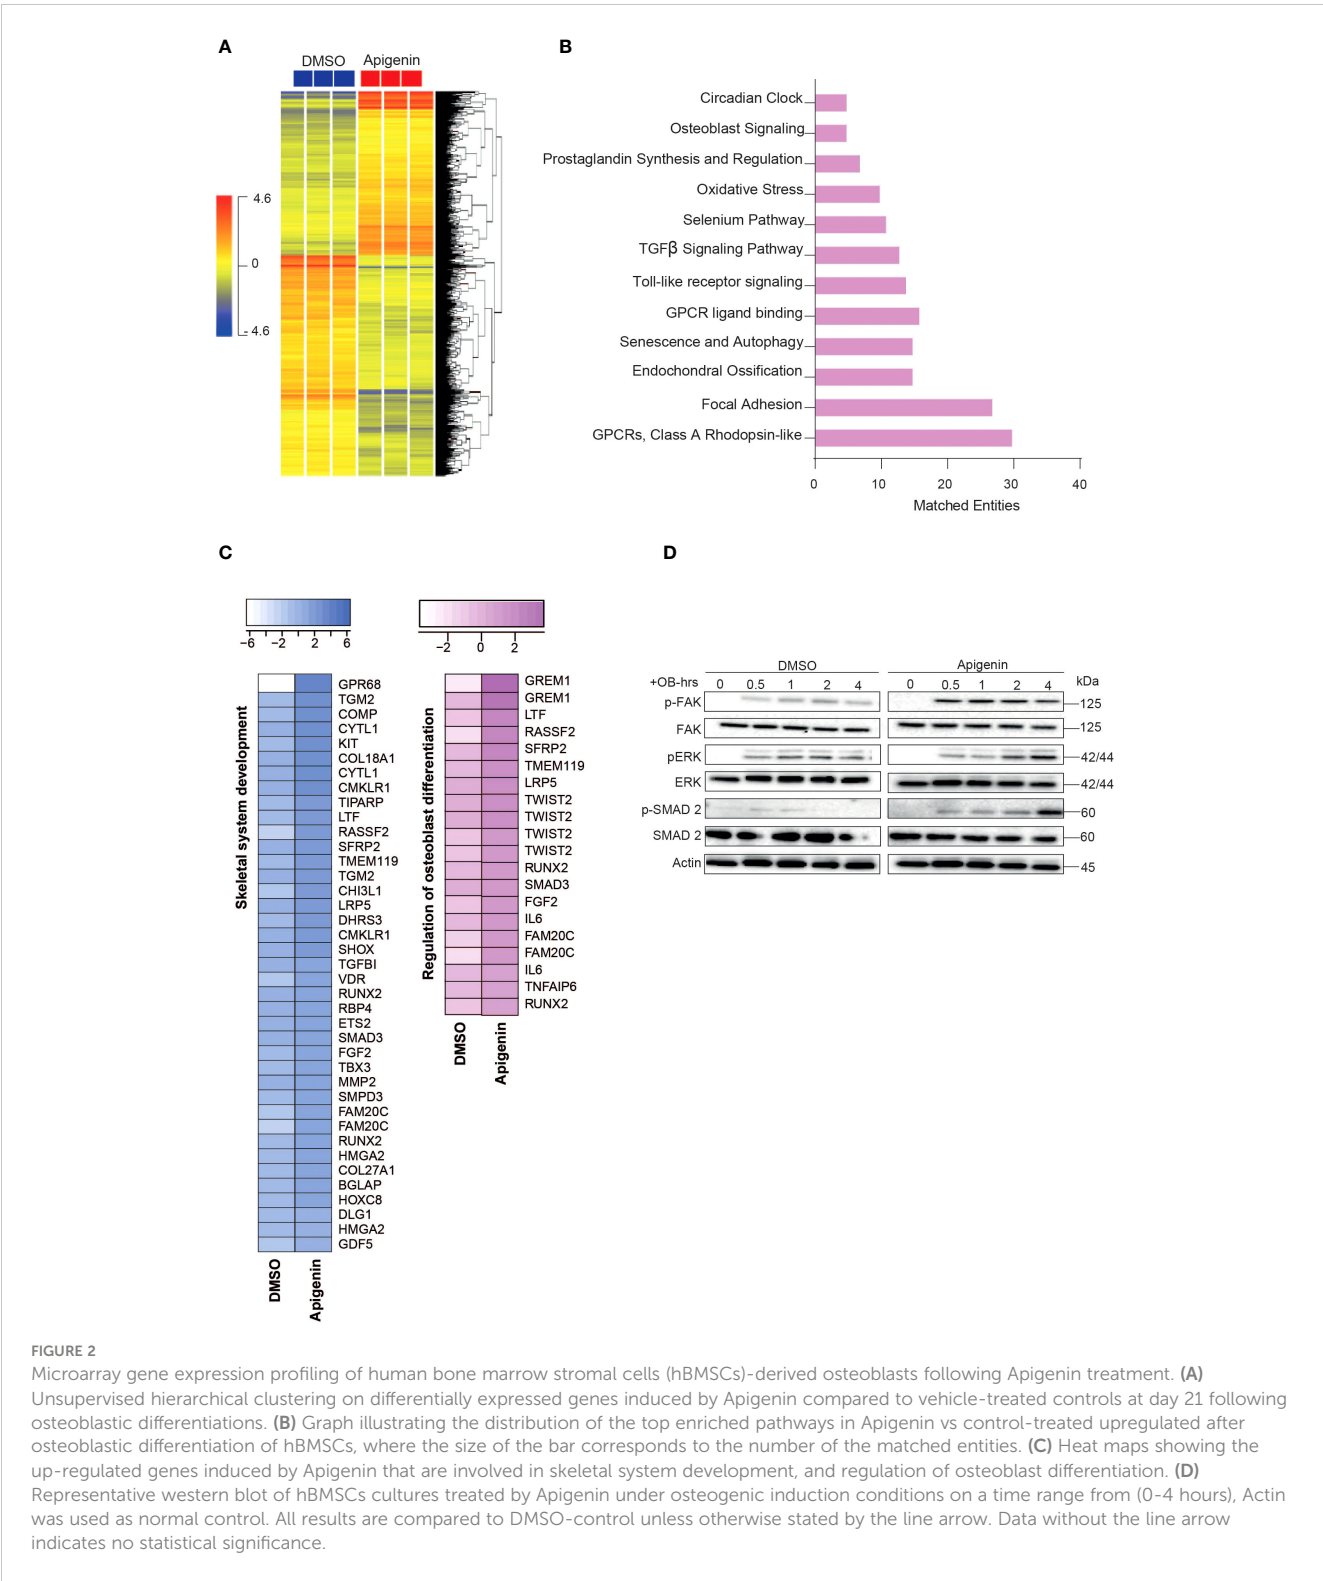 A
DMSO
Apigenin
4.6
0
- 4.6
B
Circadian Clock
Osteoblast Signaling
Prostaglandin Synthesis and Regulation
Oxidative Stress
Selenium Pathway
TGFβ Signaling Pathway
Toll-like receptor signaling
GPCR ligand binding
Senescence and Autophagy
Endochondral Ossification
Focal Adhesion
GPCRs, Class A Rhodopsin-like
0 10 20 30 40
Matched Entities
C
−6 −2 2 6
Skeletal system development
GPR68
TGM2
COMP
CYTL1
KIT
COL18A1
CYTL1
CMKLR1
TIPARP
LTF
RASSF2
SFRP2
TMEM119
TGM2
CHI3L1
LRP5
DHRS3
CMKLR1
SHOX
TGFBI
VDR
RUNX2
RBP4
ETS2
SMAD3
FGF2
TBX3
MMP2
SMPD3
FAM20C
FAM20C
RUNX2
HMGA2
COL27A1
BGLAP
HOXC8
DLG1
HMGA2
GDF5
DMSO
Apigenin
−2 0 2
Regulation of osteoblast differentiation
GREM1
GREM1
LTF
RASSF2
SFRP2
TMEM119
LRP5
TWIST2
TWIST2
TWIST2
TWIST2
RUNX2
SMAD3
FGF2
IL6
FAM20C
FAM20C
IL6
TNFAIP6
RUNX2
DMSO
Apigenin
D
DMSO Apigenin
+OB-hrs 0 0.5 1 2 4 0 0.5 1 2 4 kDa
p-FAK 125
FAK 125
pERK 42/44
ERK 42/44
p-SMAD 2 60
SMAD 2 60
Actin 45
FIGURE 2
Microarray gene expression profiling of human bone marrow stromal cells (hBMSCs)-derived osteoblasts following Apigenin treatment. (A)
Unsupervised hierarchical clustering on differentially expressed genes induced by Apigenin compared to vehicle-treated controls at day 21 following
osteoblastic differentiations. (B) Graph illustrating the distribution of the top enriched pathways in Apigenin vs control-treated upregulated after
osteoblastic differentiation of hBMSCs, where the size of the bar corresponds to the number of the matched entities. (C) Heat maps showing the
up-regulated genes induced by Apigenin that are involved in skeletal system development, and regulation of osteoblast differentiation. (D)
Representative western blot of hBMSCs cultures treated by Apigenin under osteogenic induction conditions on a time range from (0-4 hours), Actin
was used as normal control. All results are compared to DMSO-control unless otherwise stated by the line arrow. Data without the line arrow
indicates no statistical significance.